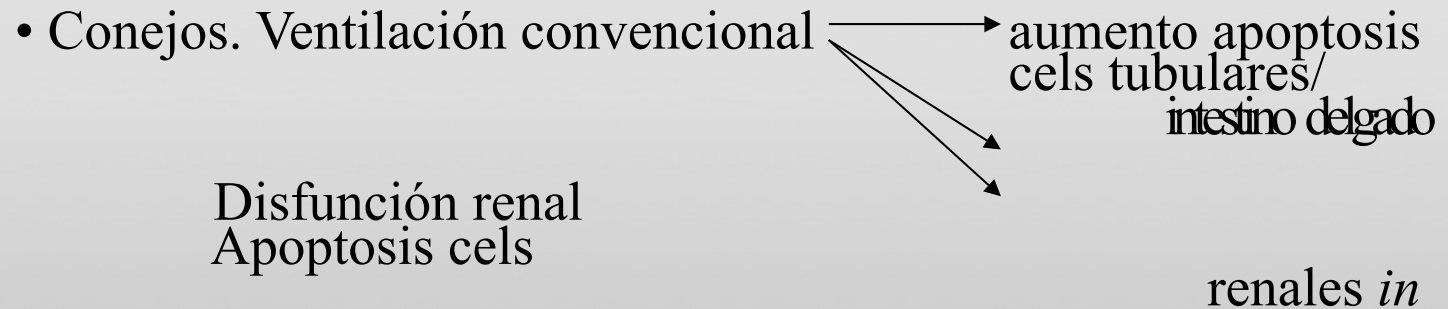 • Conejos. Ventilación convencional
aumento apoptosis
cels tubulares/
intestino delgado
Disfunción renal
Apoptosis cels
renales in